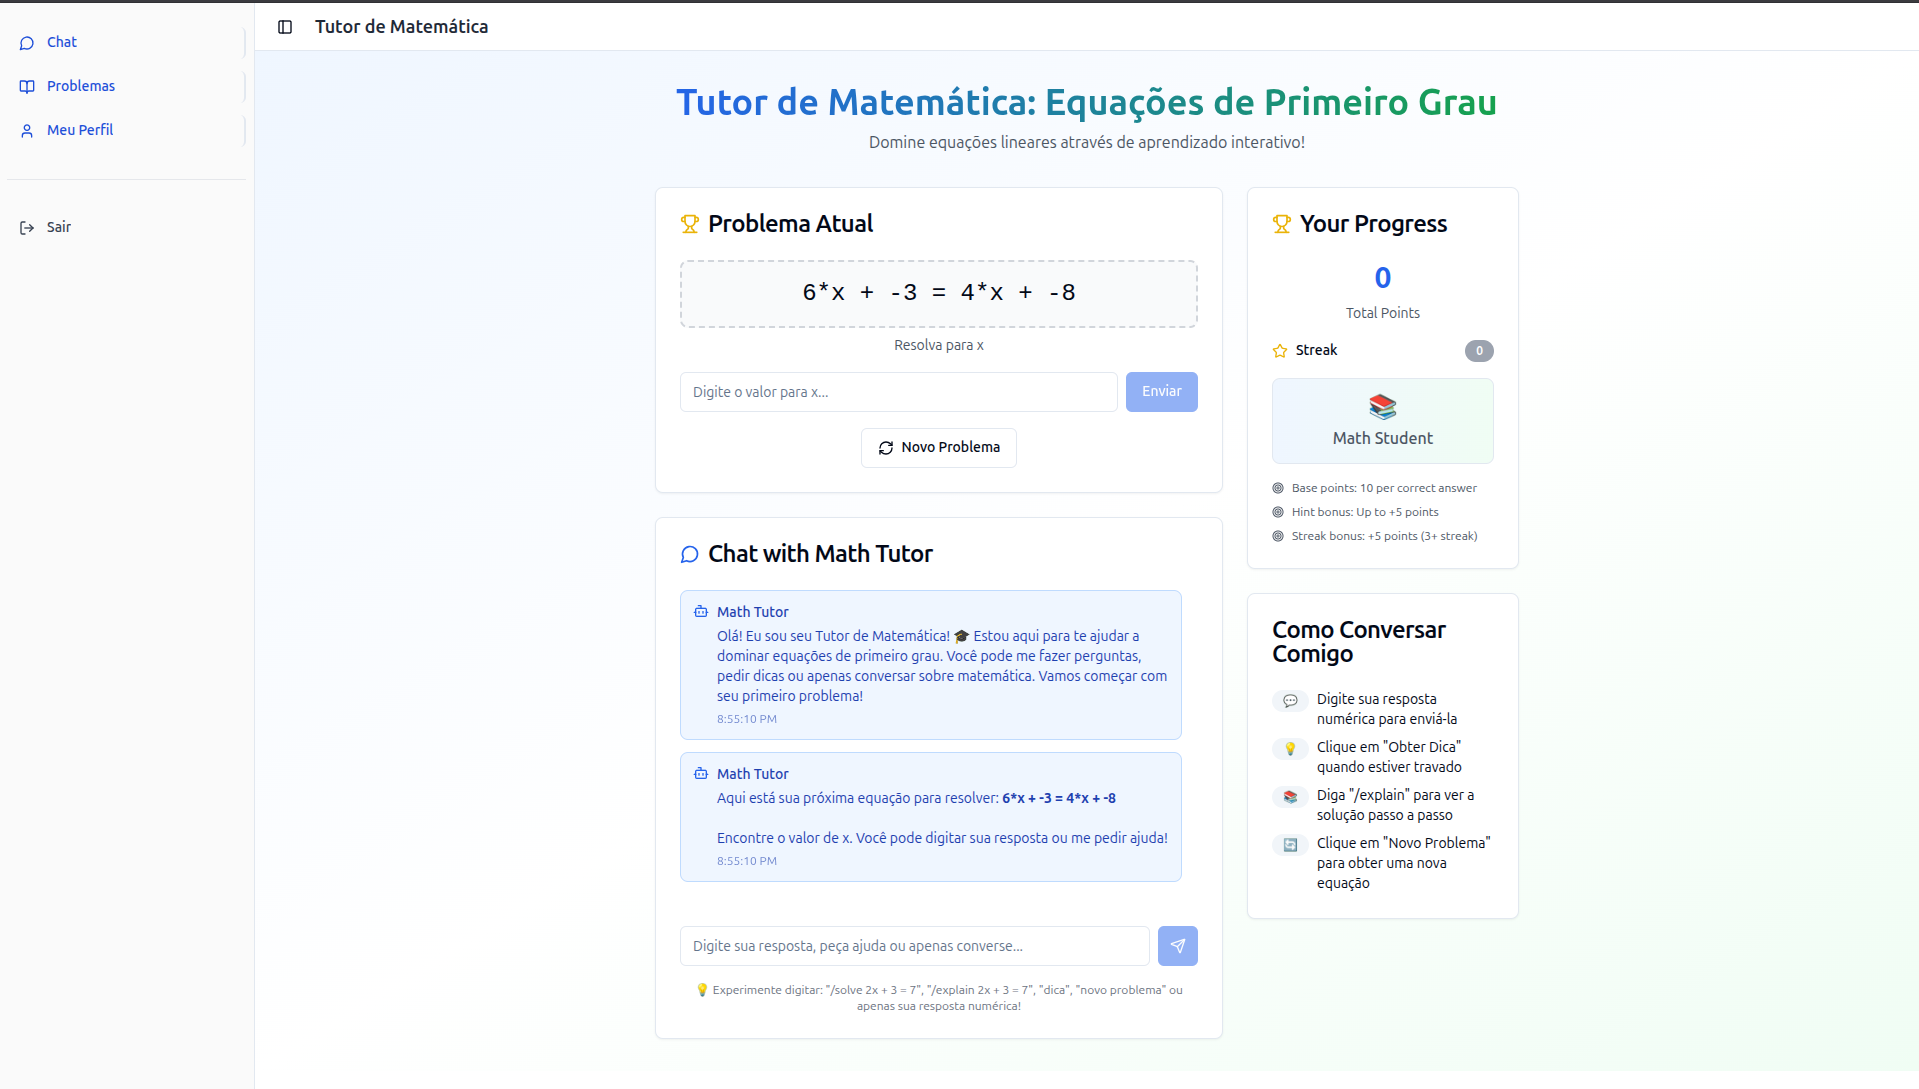 Chat
Problemas
Meu Perfil
Sair
Tutor de Matemática
Tutor de Matemática: Equações de Primeiro Grau
Domine equações lineares através de aprendizado interativo!
Problema Atual
6*x + -3 = 4*x + -8
Resolva para x
Digite o valor para x...
Enviar
Novo Problema
Chat with Math Tutor
Math Tutor
Olá! Eu sou seu Tutor de Matemática! 🎓 Estou aqui para te ajudar a
dominar equações de primeiro grau. Você pode me fazer perguntas,
pedir dicas ou apenas conversar sobre matemática. Vamos começar com
seu primeiro problema!
8:55:10 PM
Math Tutor
Aqui está sua próxima equação para resolver: 6*x + -3 = 4*x + -8
Encontre o valor de x. Você pode digitar sua resposta ou me pedir ajuda!
8:55:10 PM
Digite sua resposta, peça ajuda ou apenas converse...
💡 Experimente digitar: "/solve 2x + 3 = 7", "/explain 2x + 3 = 7", "dica", "novo problema" ou
apenas sua resposta numérica!
Your Progress
0
Total Points
Streak
0
Math Student
Base points: 10 per correct answer
Hint bonus: Up to +5 points
Streak bonus: +5 points (3+ streak)
Como Conversar
Comigo
Digite sua resposta
numérica para enviá-la
Clique em "Obter Dica"
quando estiver travado
Diga "/explain" para ver a
solução passo a passo
Clique em "Novo Problema"
para obter uma nova
equação